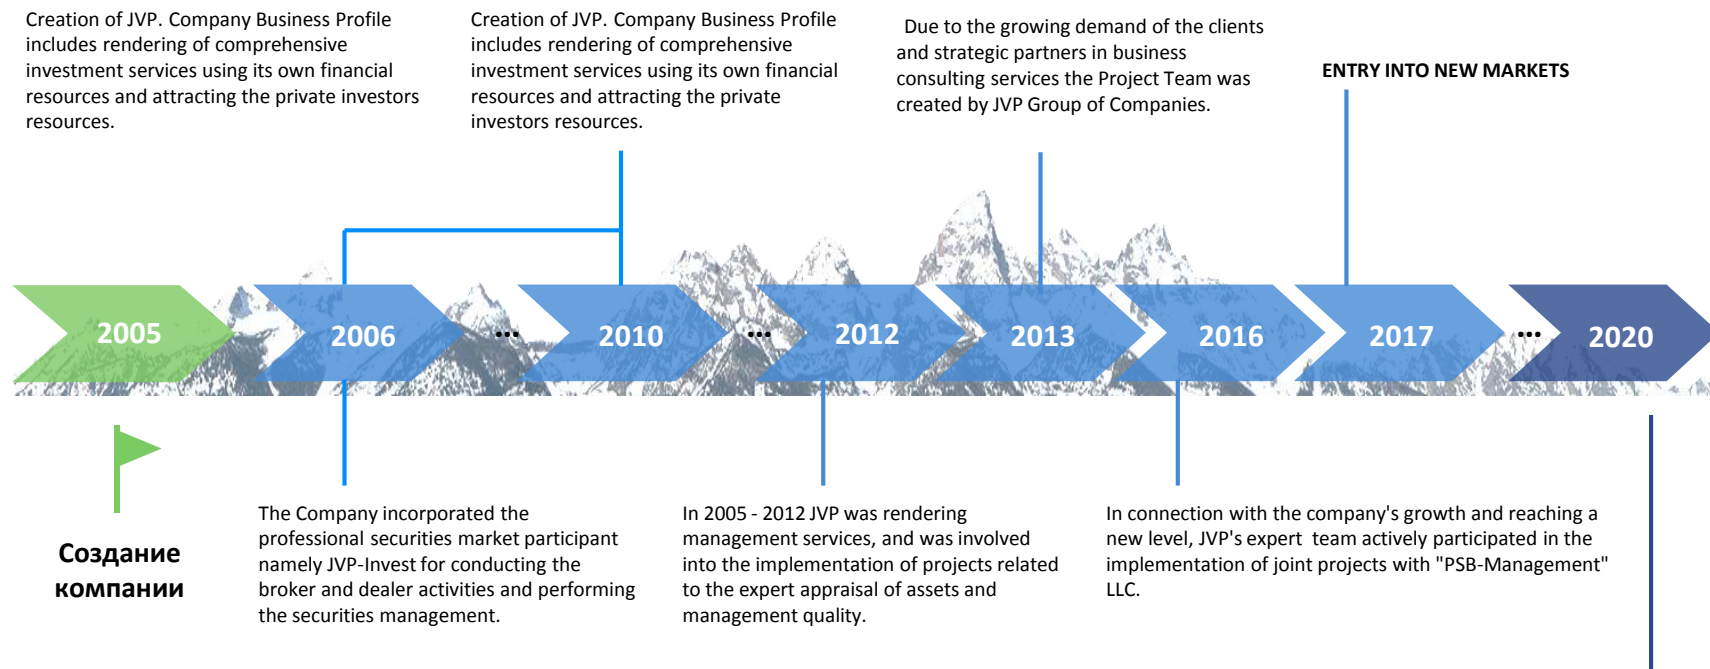 Creation of JVP. Company Business Profile
includes rendering of comprehensive
investment services using its own financial
resources and attracting the private investors
resources.
Creation of JVP. Company Business Profile
includes rendering of comprehensive
investment services using its own financial
resources and attracting the private
investors resources.
Due to the growing demand of the clients
and strategic partners in business
consulting services the Project Team was
created by JVP Group of Companies.
ENTRY INTO NEW MARKETS
2005
2006
...
2010
...
2012
2013
2016
2017
...
2020
Создание
компании
The Company incorporated the
professional securities market participant
namely JVP-Invest for conducting the
broker and dealer activities and performing
the securities management.
In 2005 - 2012 JVP was rendering
management services, and was involved
into the implementation of projects related
to the expert appraisal of assets and
management quality.
In connection with the company's growth and reaching a
new level, JVP's expert team actively participated in the
implementation of joint projects with "PSB-Management"
LLC.